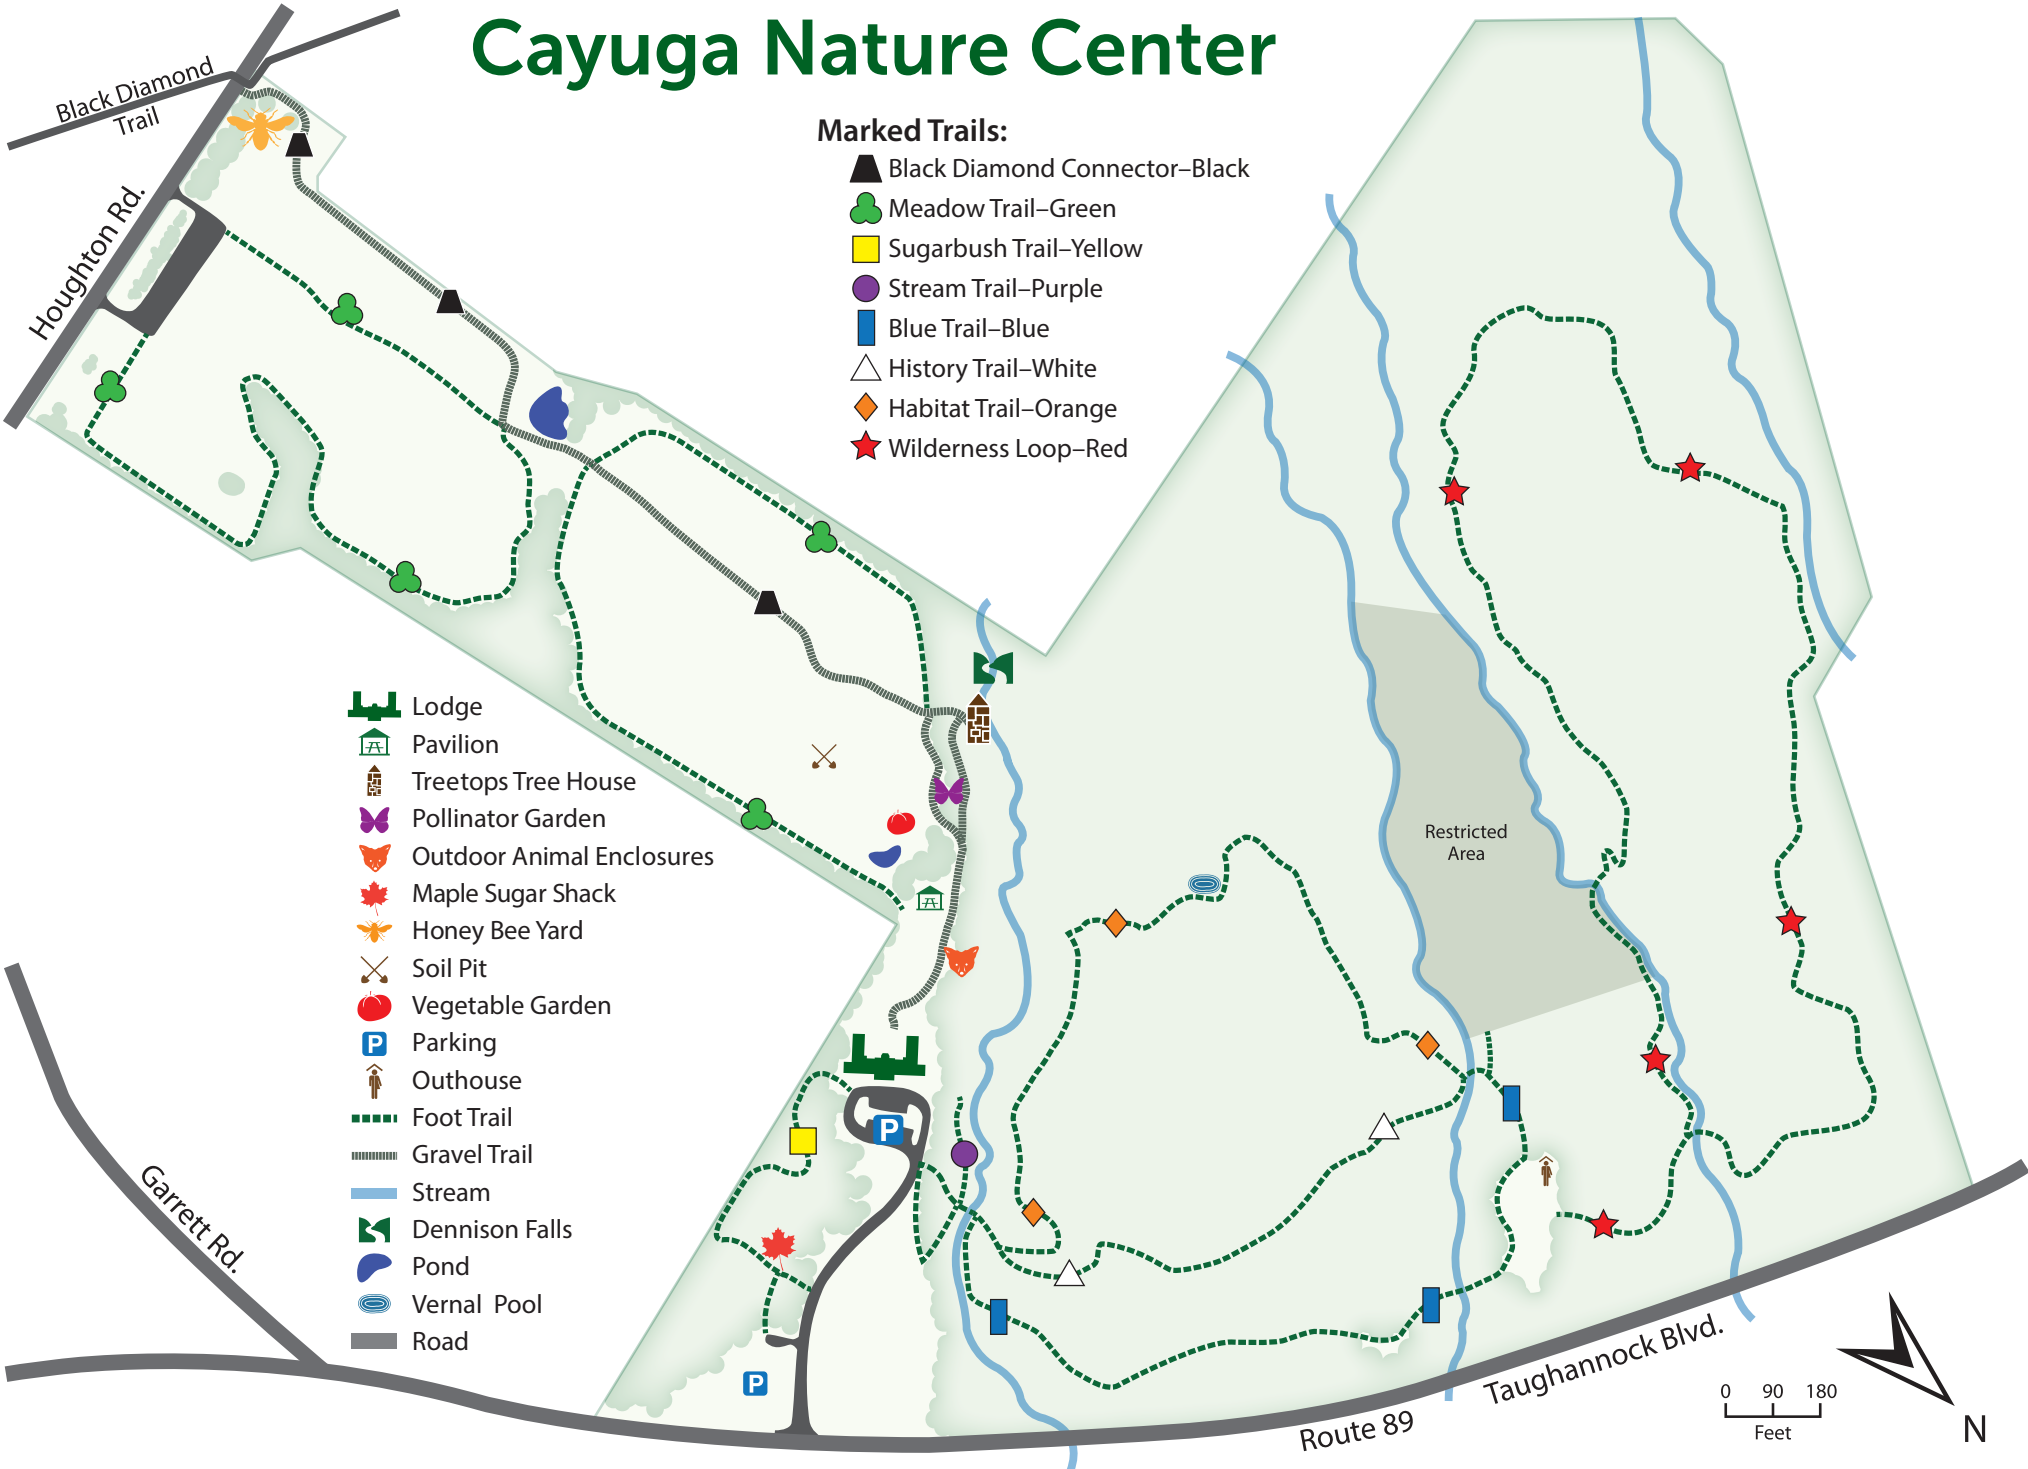 Cayuga Nature Center
Black Diamond
Trail
Houghton Rd.
Marked Trails:
Black Diamond Connector–Black
Meadow Trail–Green
Sugarbush Trail–Yellow
Stream Trail–Purple
Blue Trail–Blue
History Trail–White
Habitat Trail–Orange
Wilderness Loop–Red
Restricted
Area
Lodge
Pavilion
Treetops Tree House
Pollinator Garden
Outdoor Animal Enclosures
Maple Sugar Shack
Honey Bee Yard
Soil Pit
Vegetable Garden
P Parking
Outhouse
Foot Trail
Gravel Trail
Stream
Dennison Falls
Pond
Vernal Pool
Road
Garrett Rd.
P
P
Route 89
Taughannock Blvd.
0 90 180
Feet
N